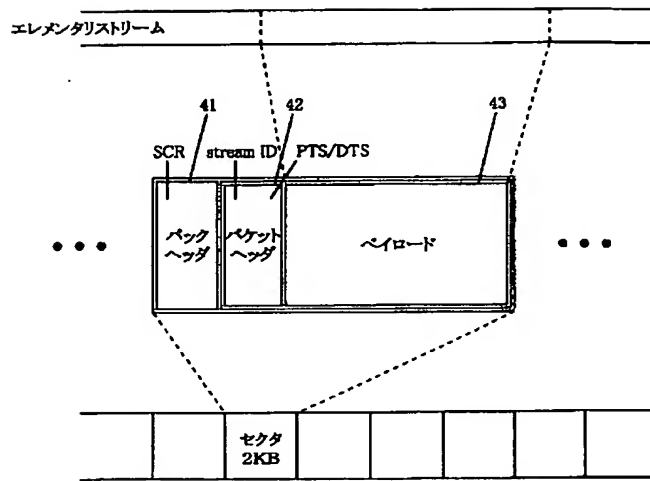 エレメンタリストリーム
41
42
43
SCR
stream ID
PTS/DTS
パック
ヘッダ
パケット
ヘッダ
ペイロード
セクタ
2KB